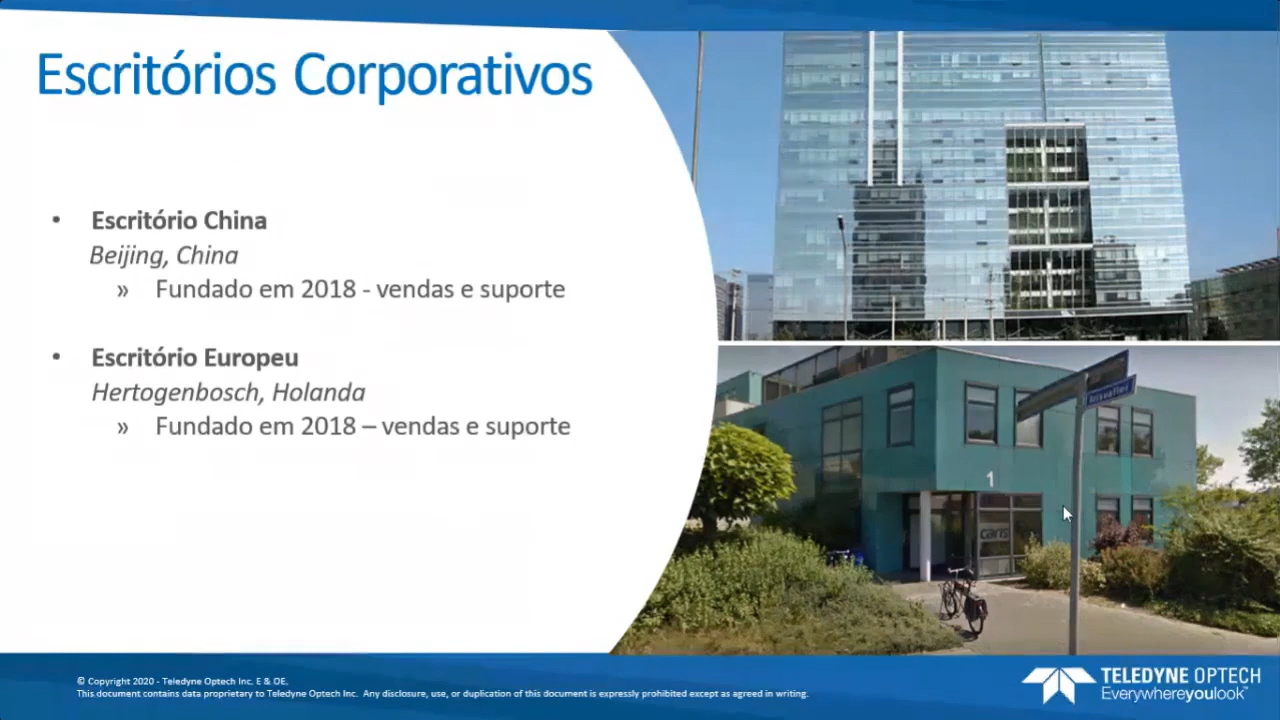 Escritórios Corporativos
• Escritório China
Beijing, China
» Fundado em 2018 - vendas e suporte
• Escritório Europeu
Hertogenbosch, Holanda
» Fundado em 2018 – vendas e suporte
1
caris
© Copyright 2020 - Teledyne Optech Inc. E & OE.
This document contains data proprietary to Teledyne Optech Inc. Any disclosure, use, or duplication of this document is expressly prohibited except as agreed in writing.
TELEDYNE OPTECH
Everywhereyoulook™